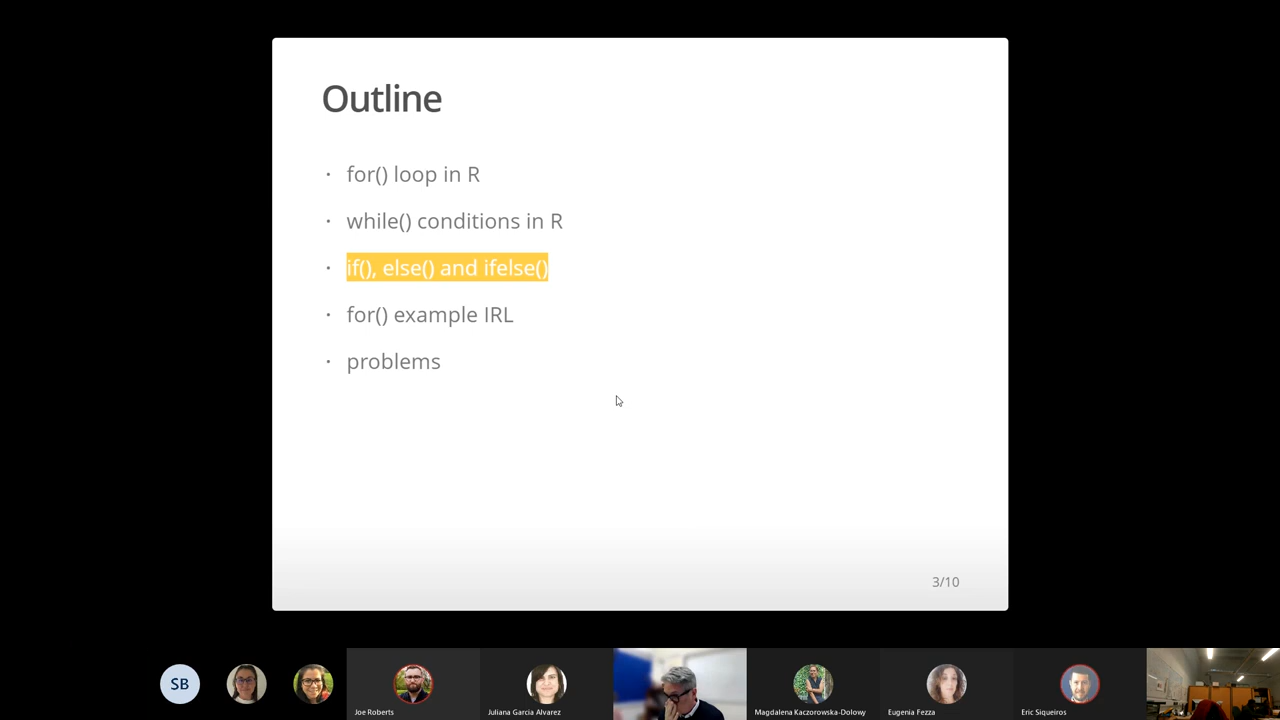 Outline
· for() loop in R
· while() conditions in R
· if(), else() and ifelse()
· for() example IRL
· problems
3/10
SB
Joe Roberts
Juliana Garcia Alvarez
Magdalena Kaczorowska-Dolowy
Eugenia Fezza
Eric Siqueiros